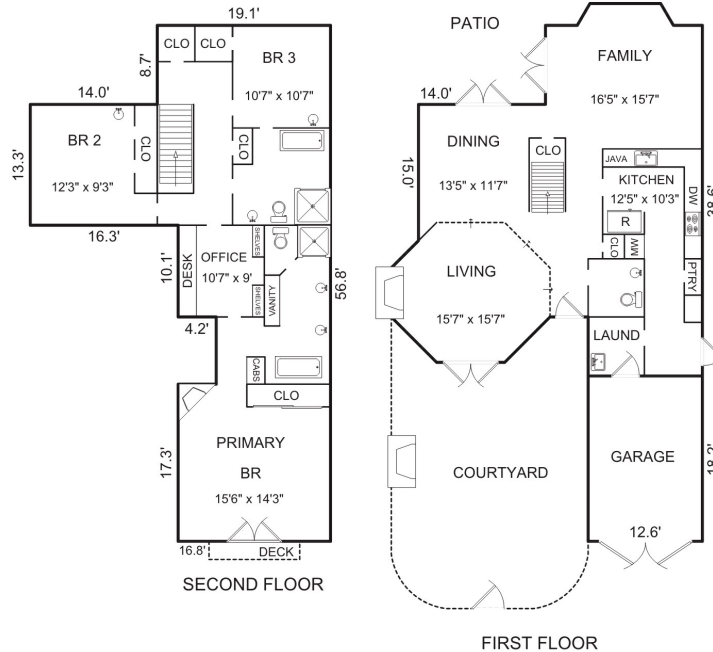 19.1'
CLO CLO
8.7'
BR 3
10'7" x 10'7"
14.0'
BR 2
CLO
12'3" x 9'3"
13.3'
CLO
16.3'
SHELVES
OFFICE
10'7" x 9'
DESK
10.1'
SHELVES
VANITY
56.8'
4.2'
CABS
CLO
PRIMARY
BR
15'6" x 14'3"
17.3'
16.8'
DECK
SECOND FLOOR
PATIO
FAMILY
16'5" x 15'7"
14.0'
DINING
13'5" x 11'7"
CLO
15.0'
JAVA
KITCHEN
12'5" x 10'3"
DW
38.6'
R
CLO
PTRY
LIVING
15'7" x 15'7"
LAUND
COURTYARD
GARAGE
18.2'
12.6'
FIRST FLOOR